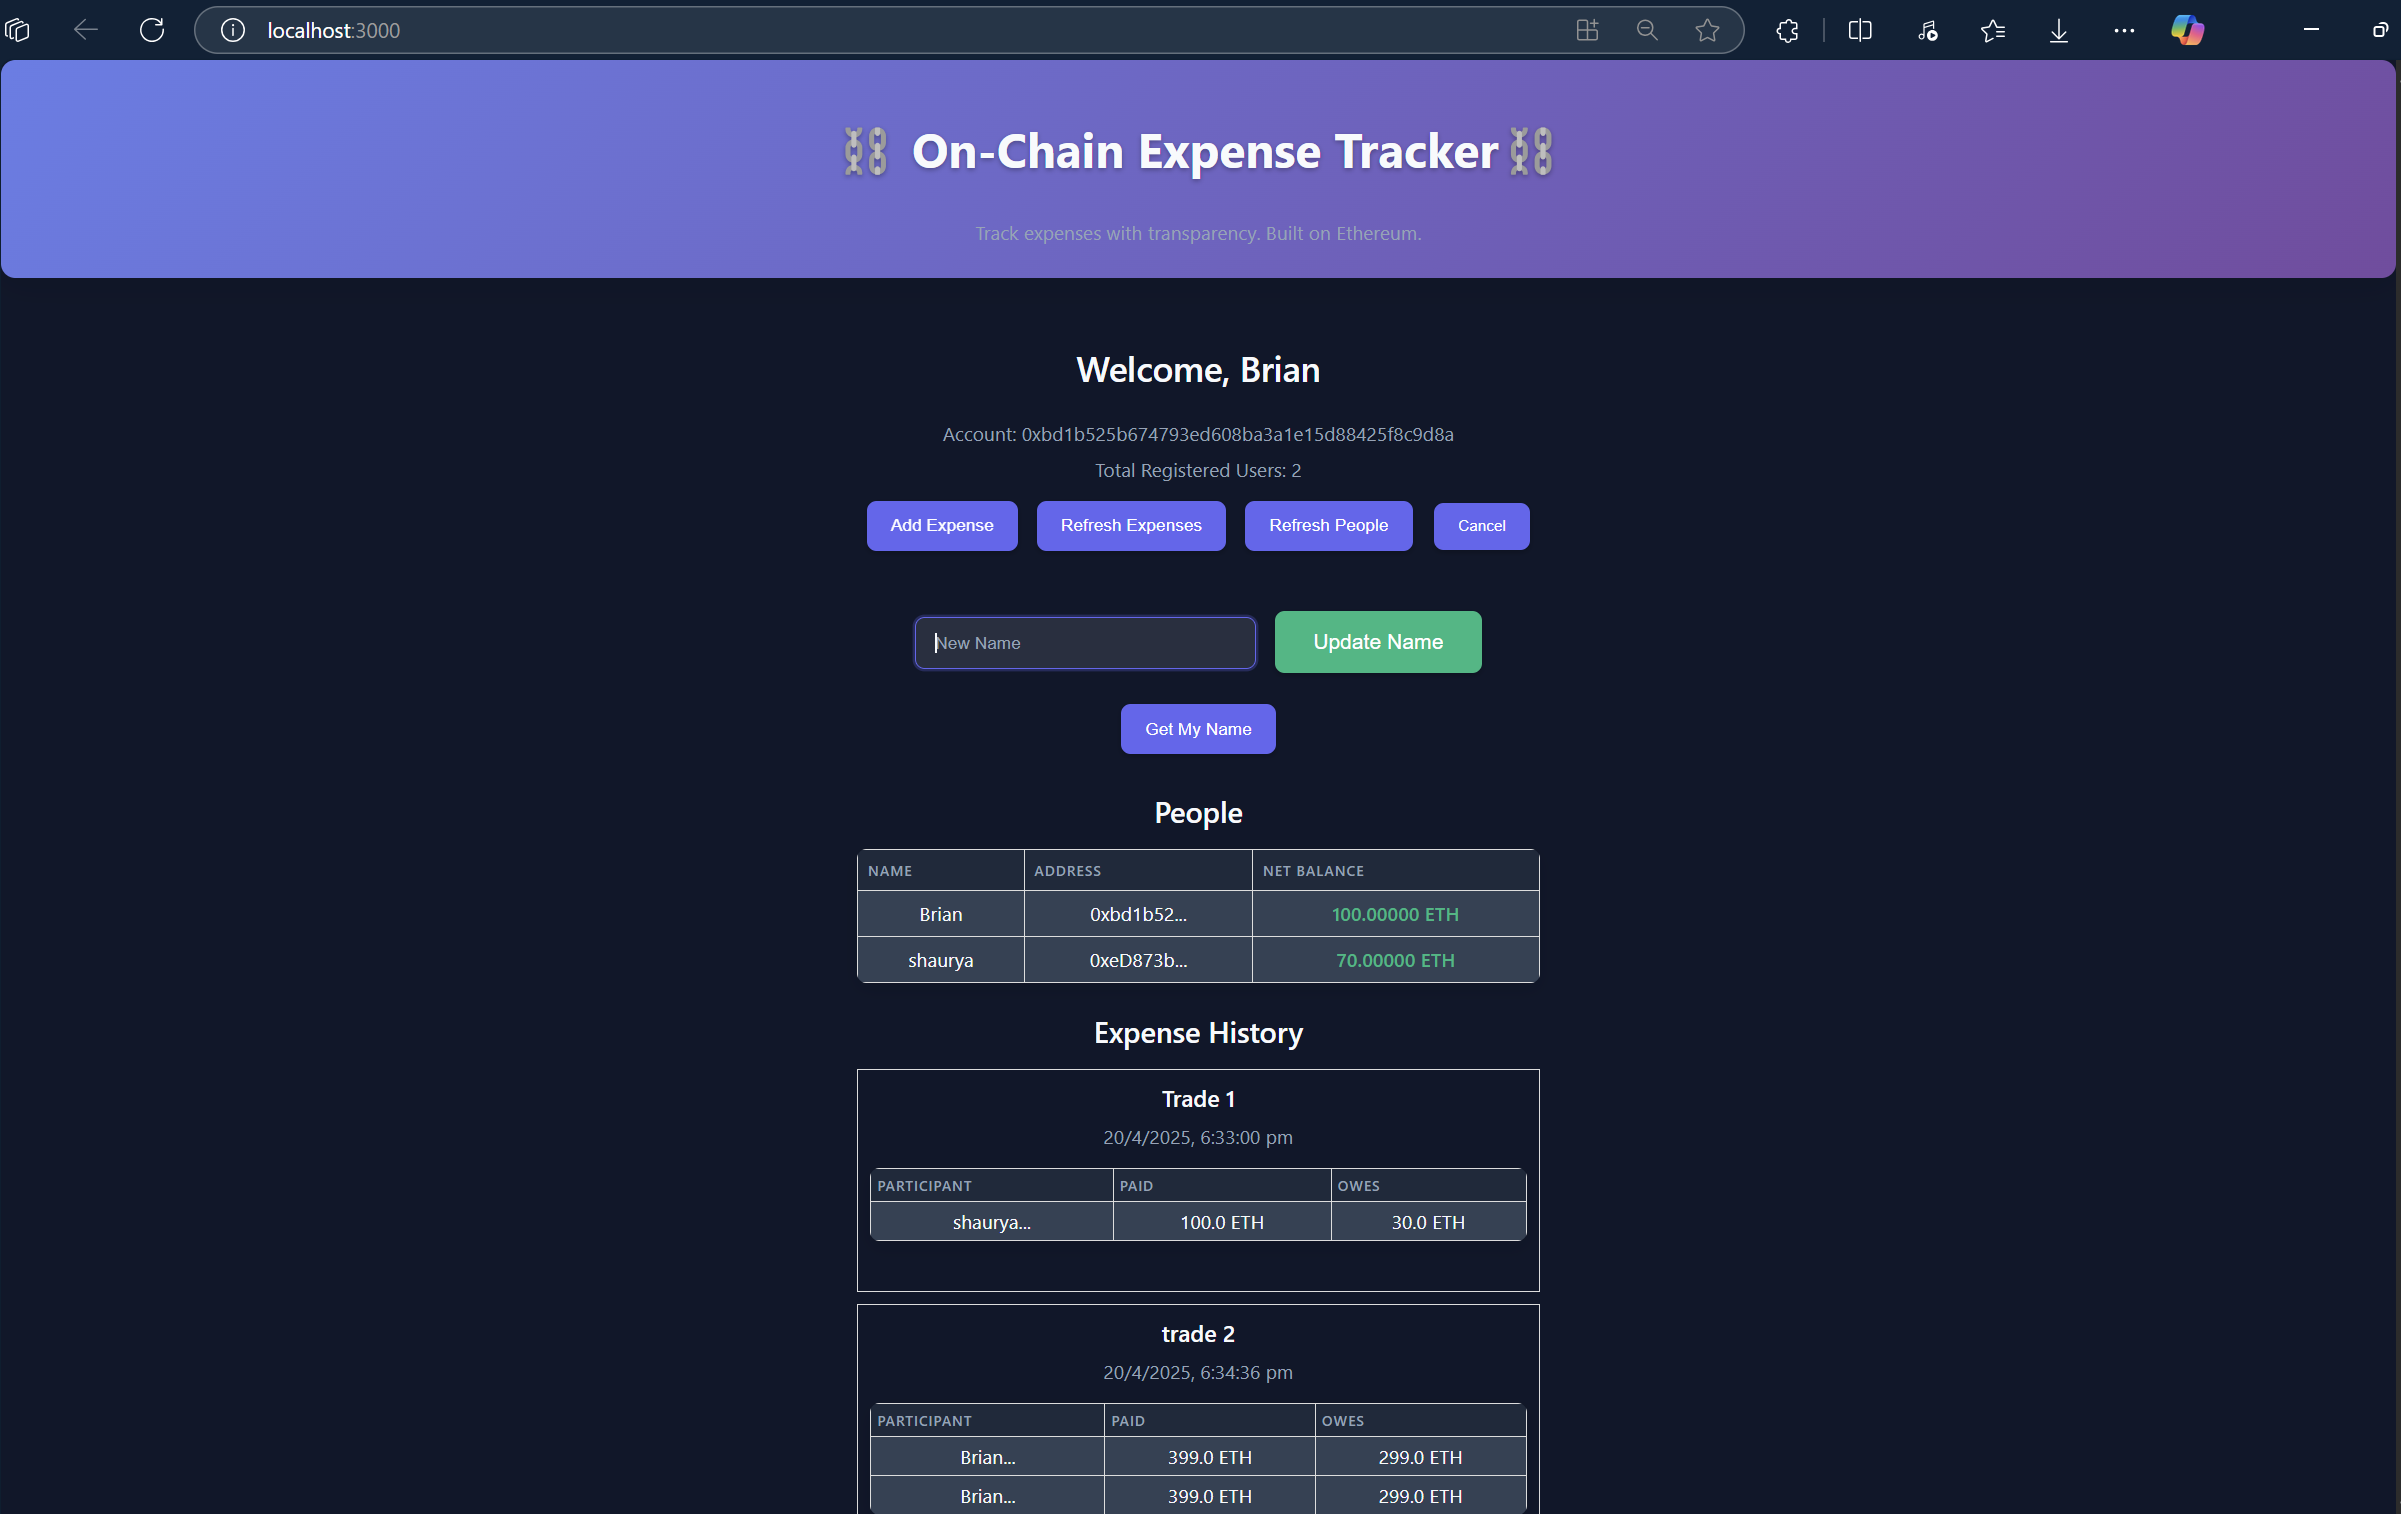 localhost:3000
On-Chain Expense Tracker
Track expenses with transparency. Built on Ethereum.
Welcome, Brian
Account: 0xbd1b525b674793ed608ba3a1e15d88425f8c9d8a
Total Registered Users: 2
Add Expense Refresh Expenses Refresh People Cancel
New Name Update Name
Get My Name
People
NAME ADDRESS NET BALANCE
Brian 0xbd1b52... 100.00000 ETH
shaurya 0xeD873b... 70.00000 ETH
Expense History
Trade 1
20/4/2025, 6:33:00 pm
PARTICIPANT PAID OWES
shaurya... 100.0 ETH 30.0 ETH
trade 2
20/4/2025, 6:34:36 pm
PARTICIPANT PAID OWES
Brian... 399.0 ETH 299.0 ETH
Brian... 399.0 ETH 299.0 ETH